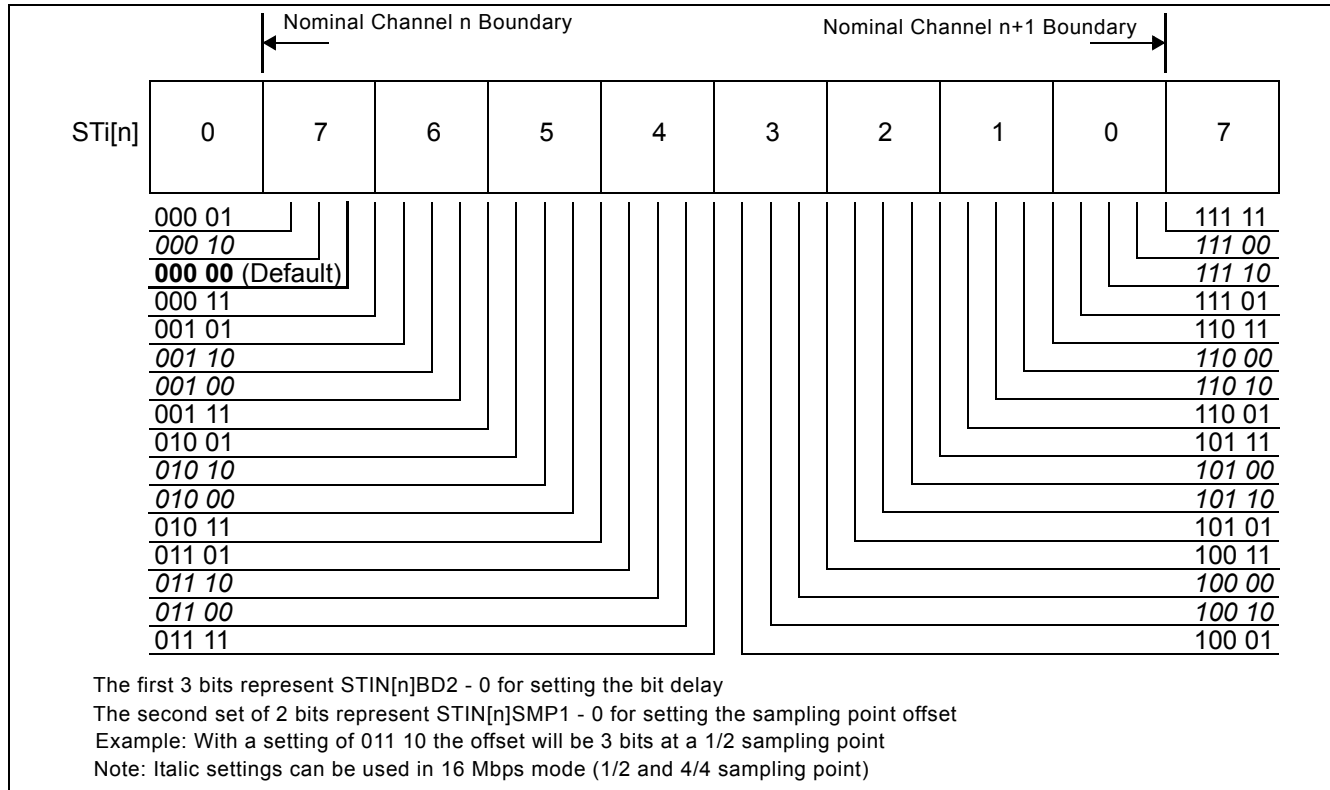 Nominal Channel n Boundary
Nominal Channel n+1 Boundary
STi[n] 0 7 6 5 4 3 2 1 0 7
000 01 111 11
000 10 111 00
000 00 (Default) 111 10
000 11 111 01
001 01 110 11
001 10 110 00
001 00 110 10
001 11 110 01
010 01 101 11
010 10 101 00
010 00 101 10
010 11 101 01
011 01 100 11
011 10 100 00
011 00 100 10
011 11 100 01
The first 3 bits represent STIN[n]BD2 - 0 for setting the bit delay
The second set of 2 bits represent STIN[n]SMP1 - 0 for setting the sampling point offset
Example: With a setting of 011 10 the offset will be 3 bits at a 1/2 sampling point
Note: Italic settings can be used in 16 Mbps mode (1/2 and 4/4 sampling point)